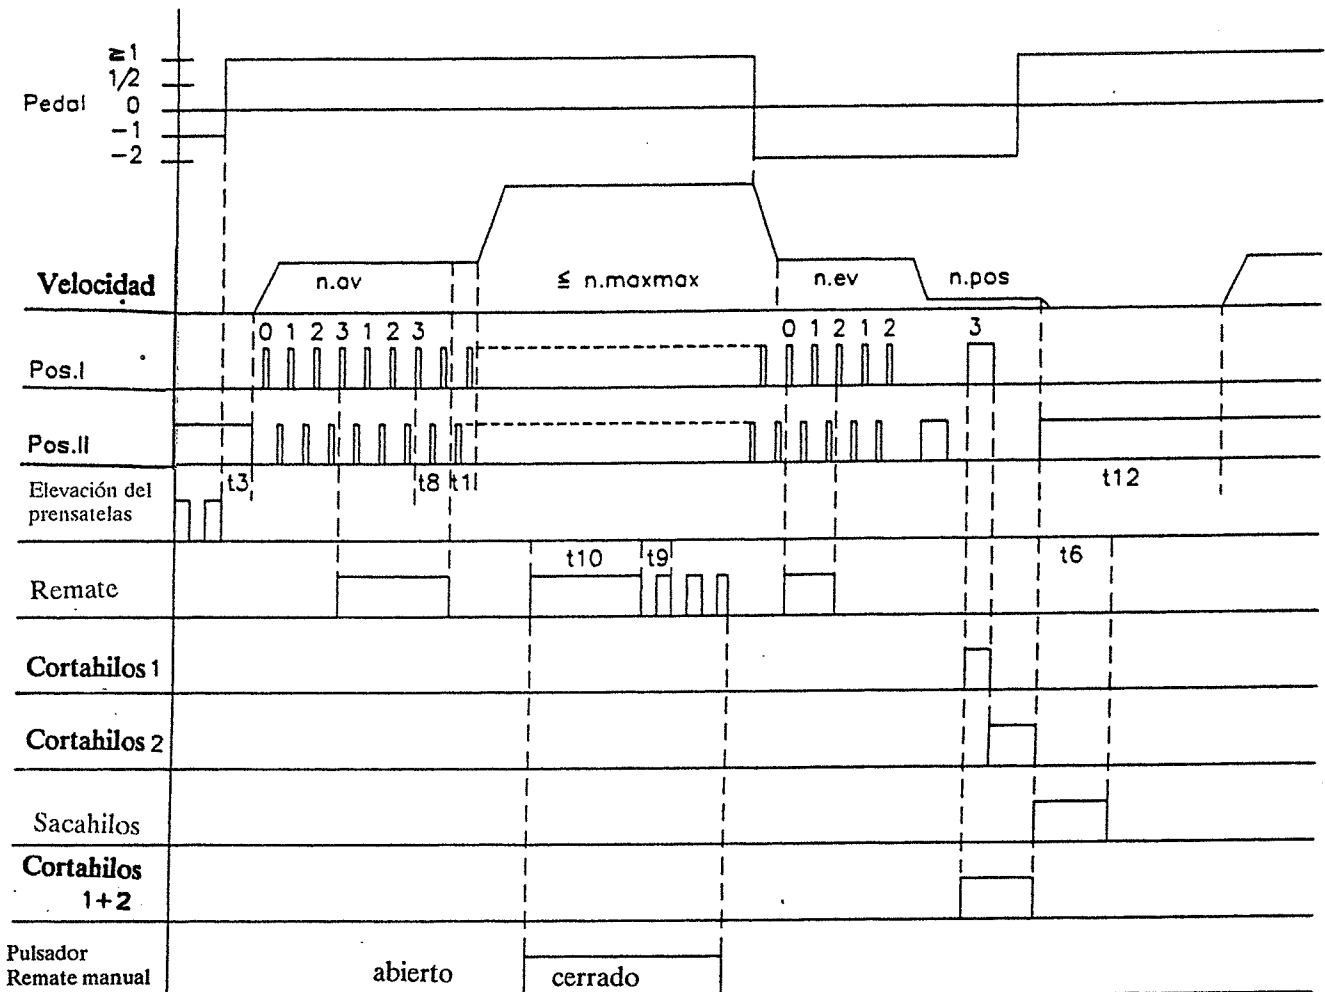 ≧1
1/2
Pedal 0
-1
-2
Velocidad n.av ≦ n.maxmax n.ev n.pos
0 1 2 3 1 2 3 0 1 2 1 2 3
Pos.I
Pos.II
t3 t8 t1 t12
Elevación del
prensatelas
t10 t9 t6
Remate
Cortahilos 1
Cortahilos 2
Sacahilos
Cortahilos
1+2
Pulsador
Remate manual abierto cerrado